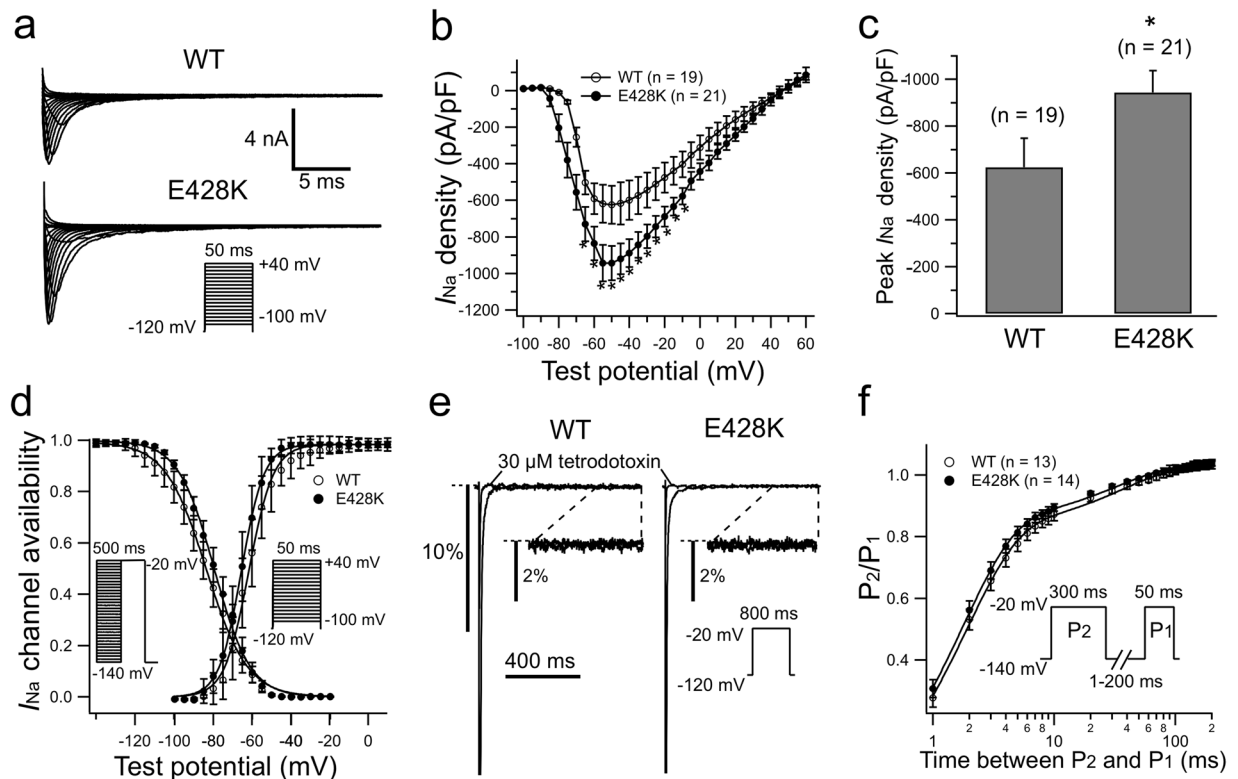 a
WT
4 nA
5 ms
E428K
50 ms
+40 mV
-100 mV
-120 mV
b
WT (n = 19)
E428K (n = 21)
INa density (pA/pF)
0
-200
-400
-600
-800
-1000
-1200
-100 -80 -60 -40 -20 0 20 40 60
Test potential (mV)
c
*
(n = 21)
(n = 19)
Peak INa density (pA/pF)
-1000
-800
-600
-400
-200
0
WT E428K
d
INa channel availability
1.0
0.8
0.6
0.4
0.2
0.0
WT
E428K
500 ms
-20 mV
-140 mV
50 ms
+40 mV
-100 mV
-120 mV
-120 -100 -80 -60 -40 -20 0
Test potential (mV)
e
WT E428K
30 µM tetrodotoxin
10%
2%
2%
800 ms
-20 mV
-120 mV
400 ms
f
WT (n = 13)
E428K (n = 14)
P2/P1
1.0
0.8
0.6
0.4
300 ms 50 ms
-20 mV
P2 P1
-140 mV
1-200 ms
1 2 4 6 8 10 2 4 6 8 100 2
Time between P2 and P1 (ms)